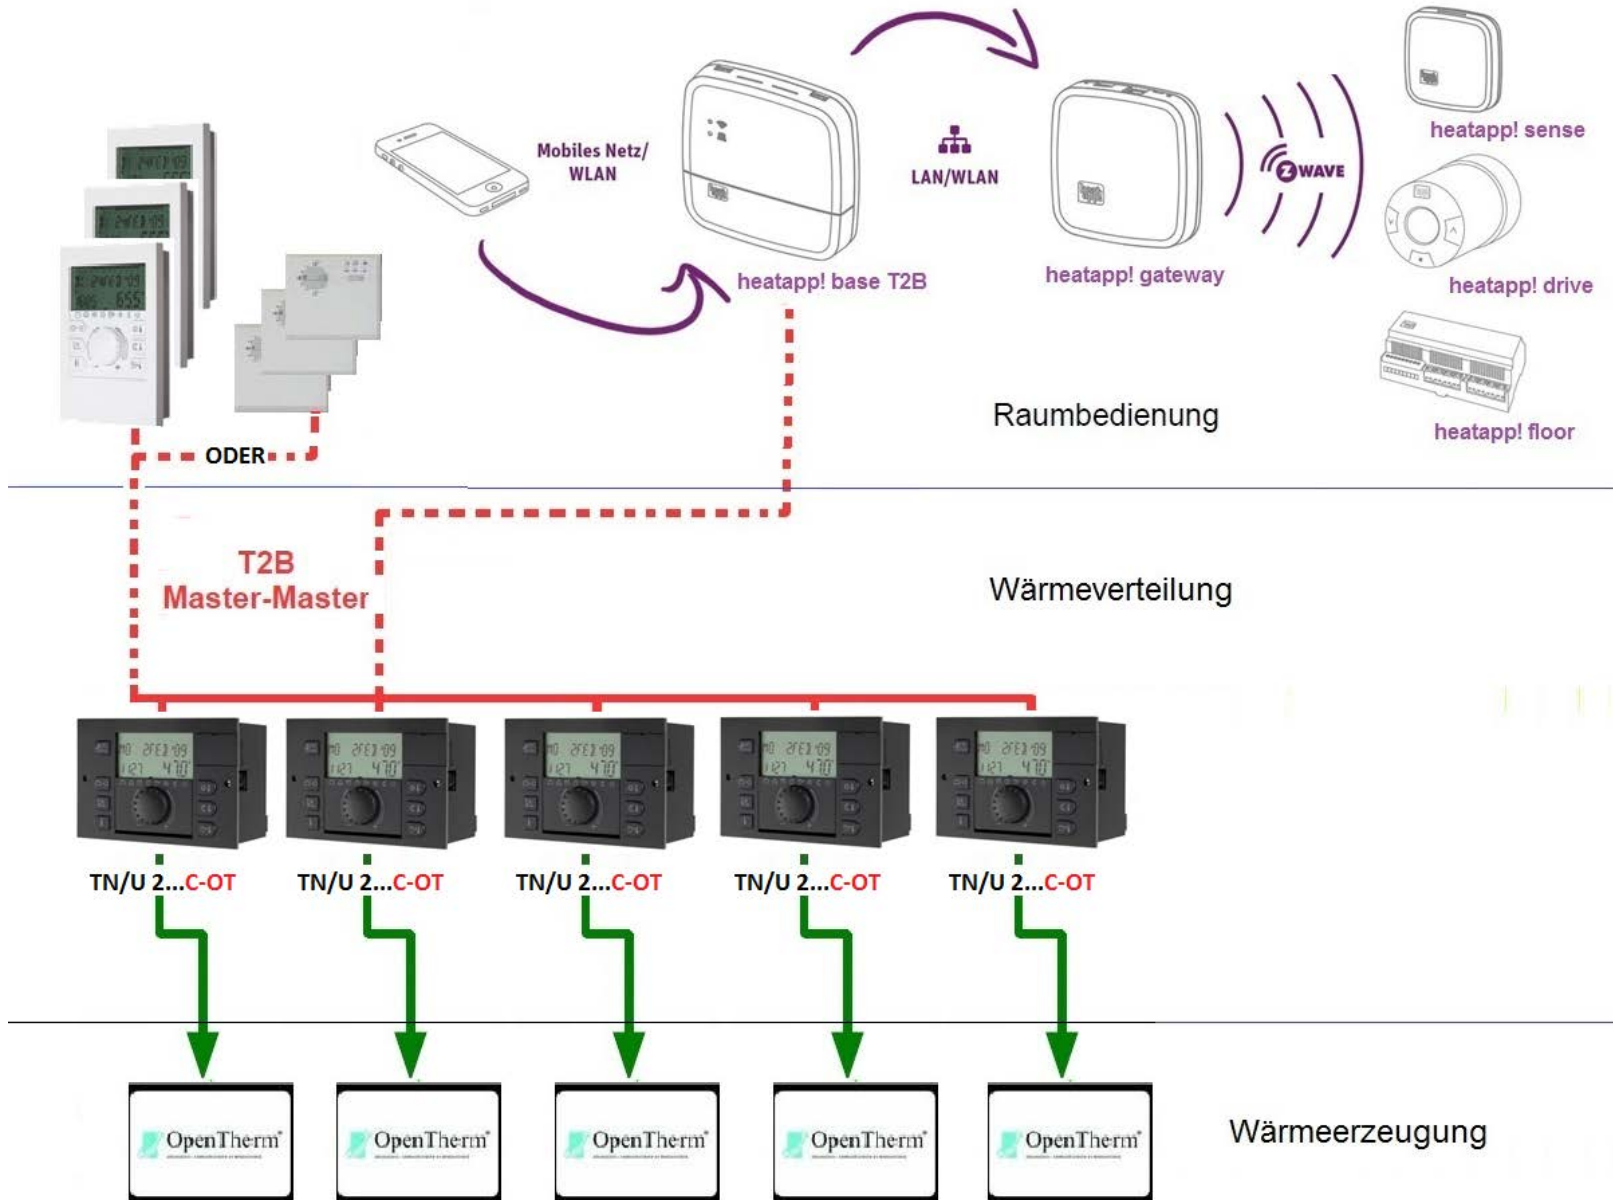 heatapp! sense
Mobiles Netz/
WLAN
LAN/WLAN
Z WAVE
heatapp! base T2B
heatapp! gateway
heatapp! drive
heatapp! floor
Raumbedienung
ODER
T2B
Master-Master
Wärmeverteilung
TN/U 2...C-OT
TN/U 2...C-OT
TN/U 2...C-OT
TN/U 2...C-OT
TN/U 2...C-OT
OpenTherm®
OpenTherm®
OpenTherm®
OpenTherm®
OpenTherm®
Wärmeerzeugung